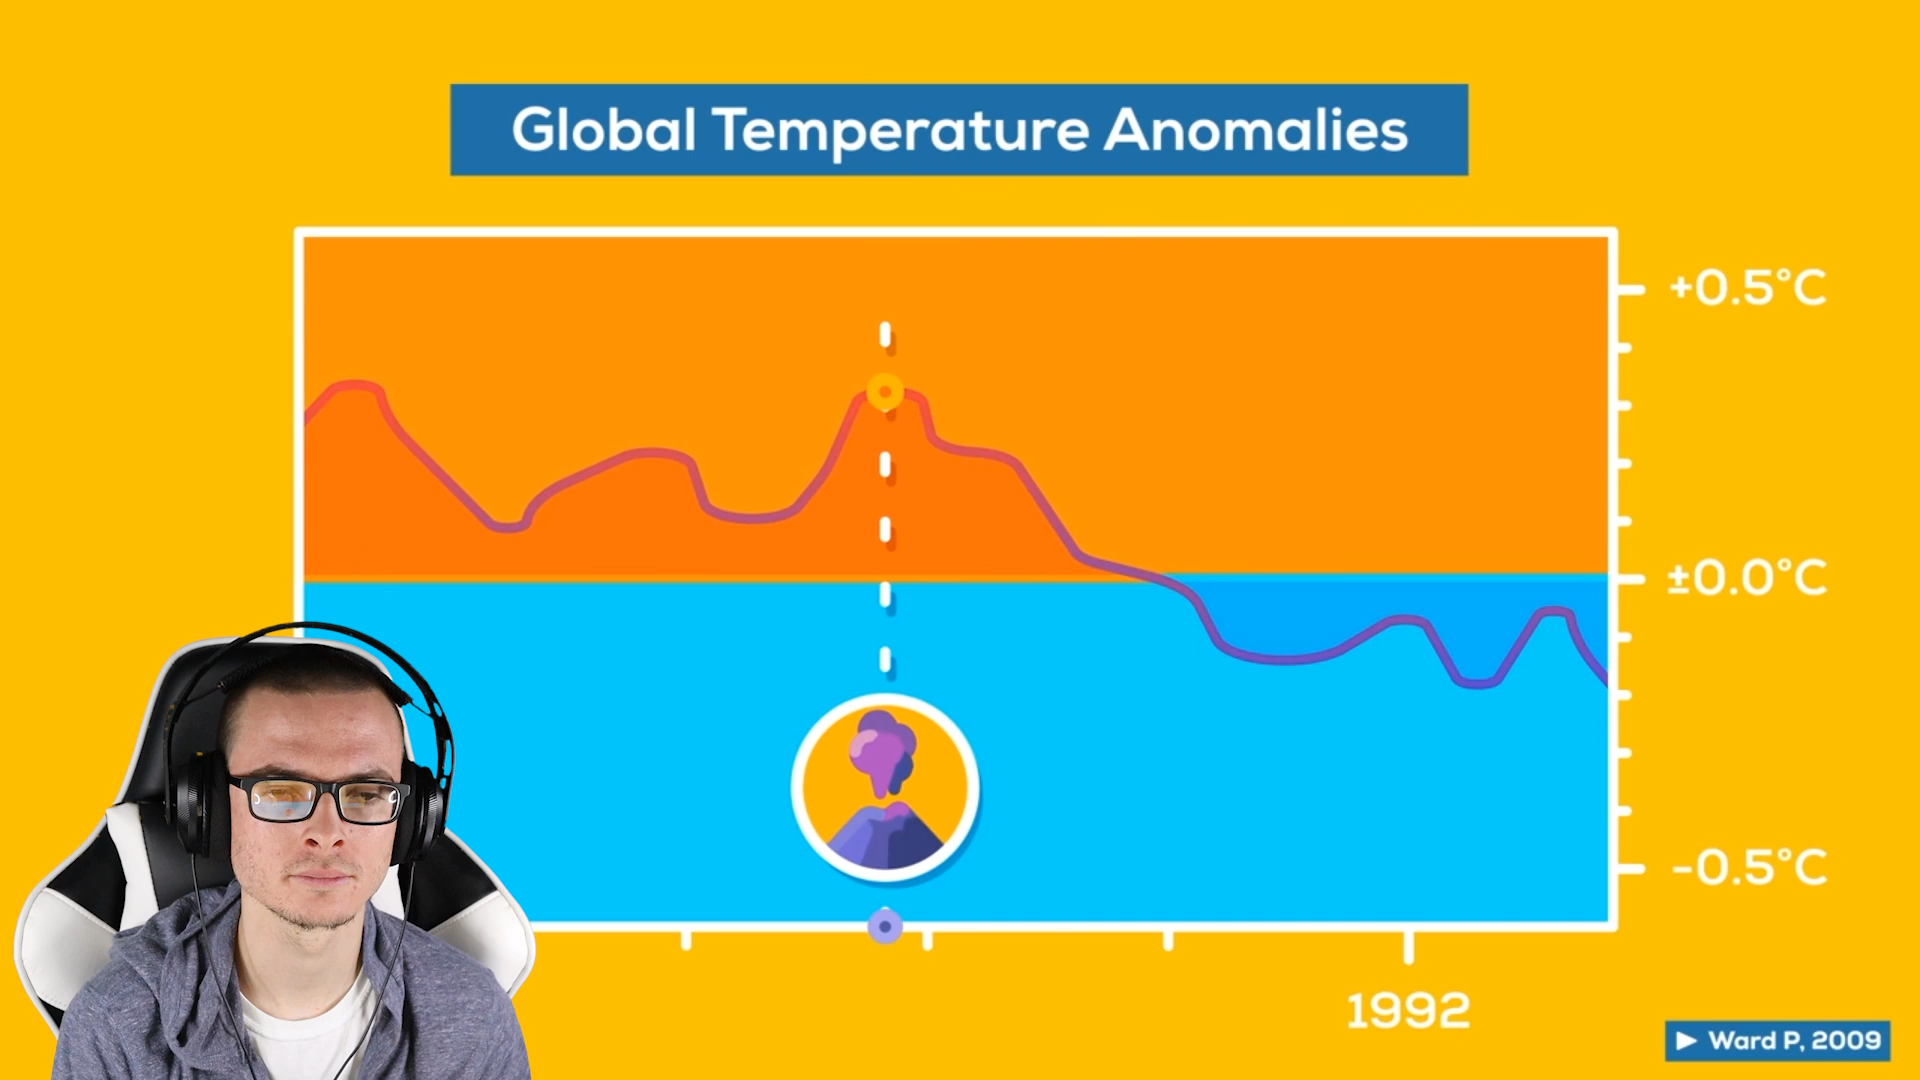 Global Temperature Anomalies
+0.5°C
±0.0°C
-0.5°C
1992
▶ Ward P, 2009